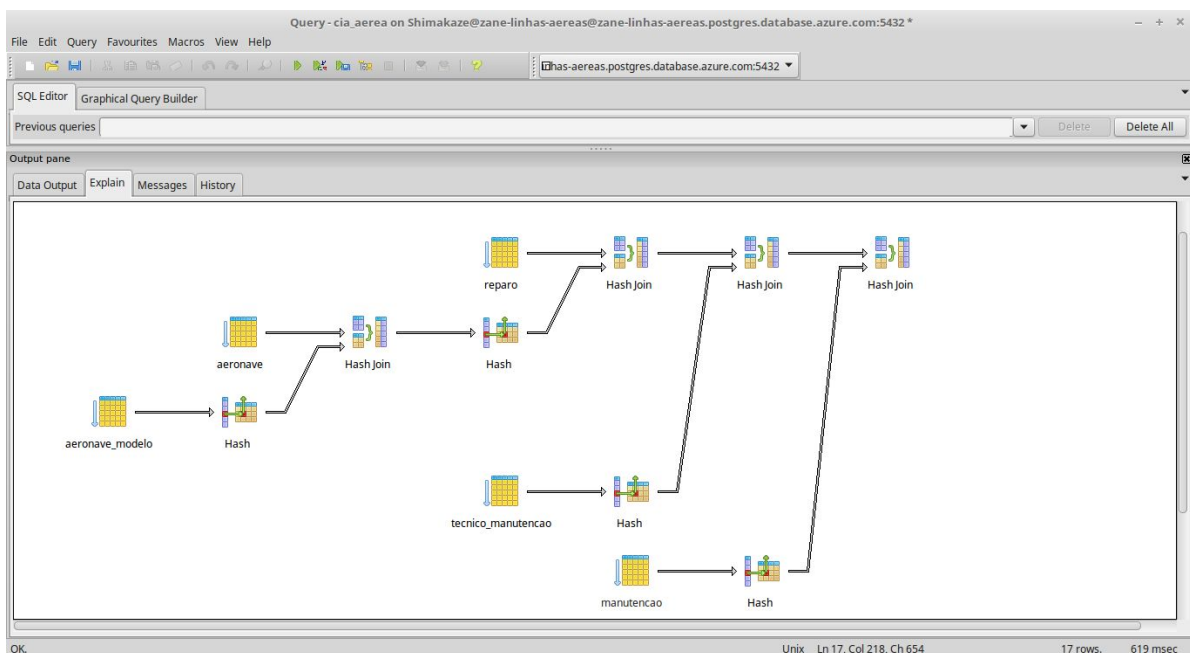 Query - cia_aerea on Shimakaze@zane-linhas-aereas@zane-linhas-aereas.postgres.database.azure.com:5432 *
File Edit Query Favourites Macros View Help
has-aereas.postgres.database.azure.com:5432
SQL Editor Graphical Query Builder
Previous queries Delete Delete All
Output pane
Data Output Explain Messages History
reparo Hash Join Hash Join Hash Join
aeronave Hash Join Hash
aeronave_modelo Hash
tecnico_manutencao Hash
manutencao Hash
OK. Unix Ln 17, Col 218, Ch 654 17 rows. 619 msec